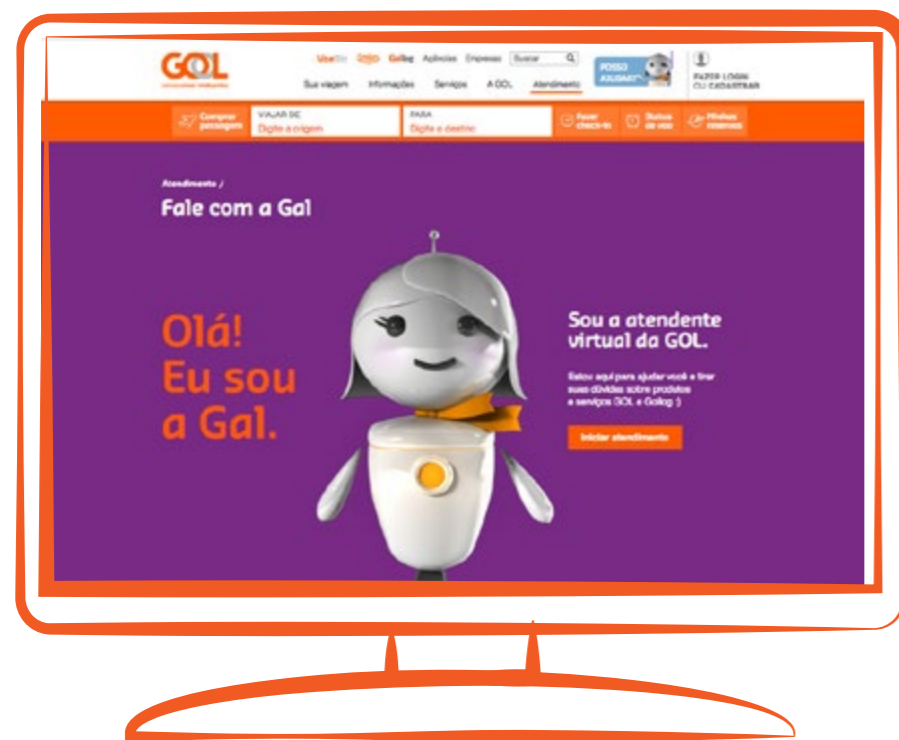 GOL
Gollog Agências Empresas Buscar
POSSO AJUDAR?
Sua viagem Informações Serviços A GOL Atendimento
FAZER LOGIN
OU CADASTRAR
Comprar passagem
VIAJAR DE
Digite a origem
PARA
Digite o destino
Fazer check-in
Status de voo
Minhas reservas
Atendimento /
Fale com a Gal
Olá!
Eu sou
a Gal.
Sou a atendente
virtual da GOL.
Estou aqui para ajudar você e tirar
suas dúvidas sobre produtos
e serviços GOL e Gollog :)
Iniciar atendimento